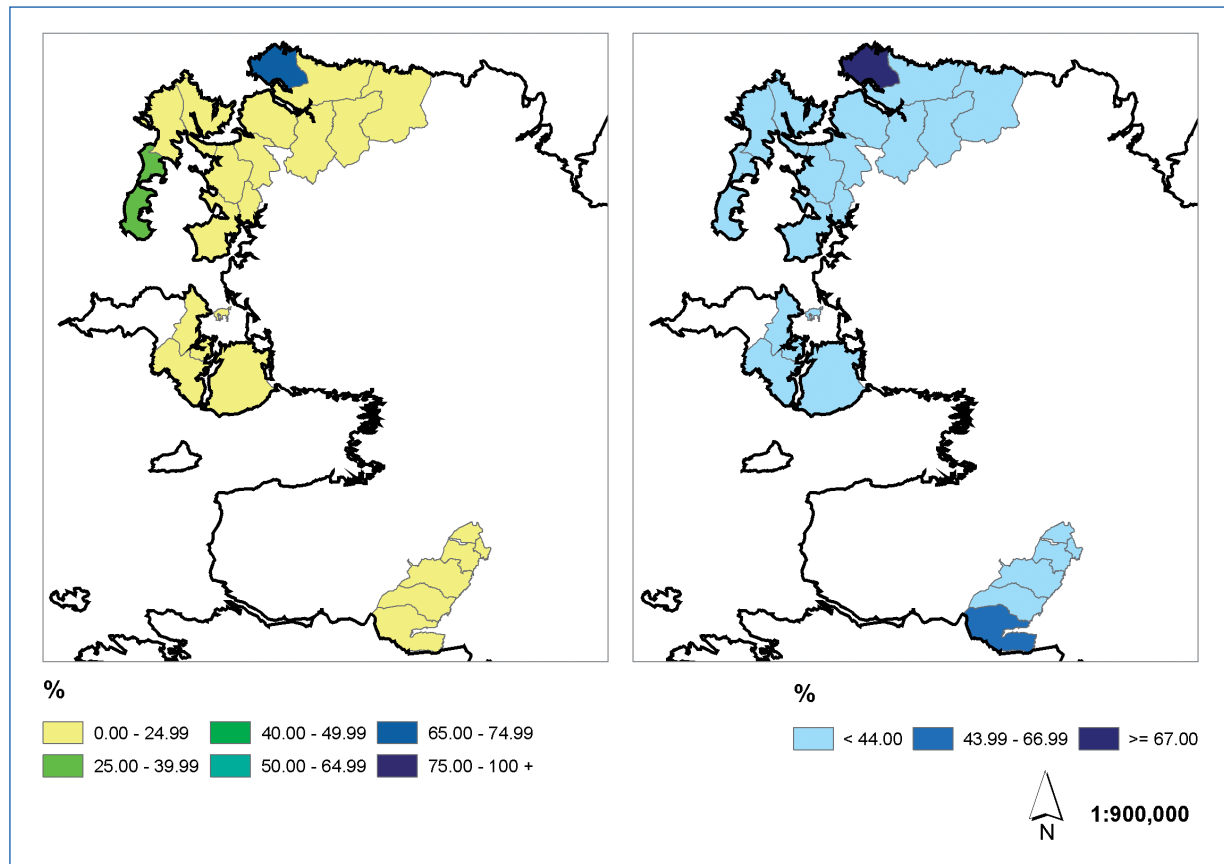 %
0.00 - 24.99 40.00 - 49.99 65.00 - 74.99
25.00 - 39.99 50.00 - 64.99 75.00 - 100 +
%
< 44.00 43.99 - 66.99 >= 67.00
N 1:900,000